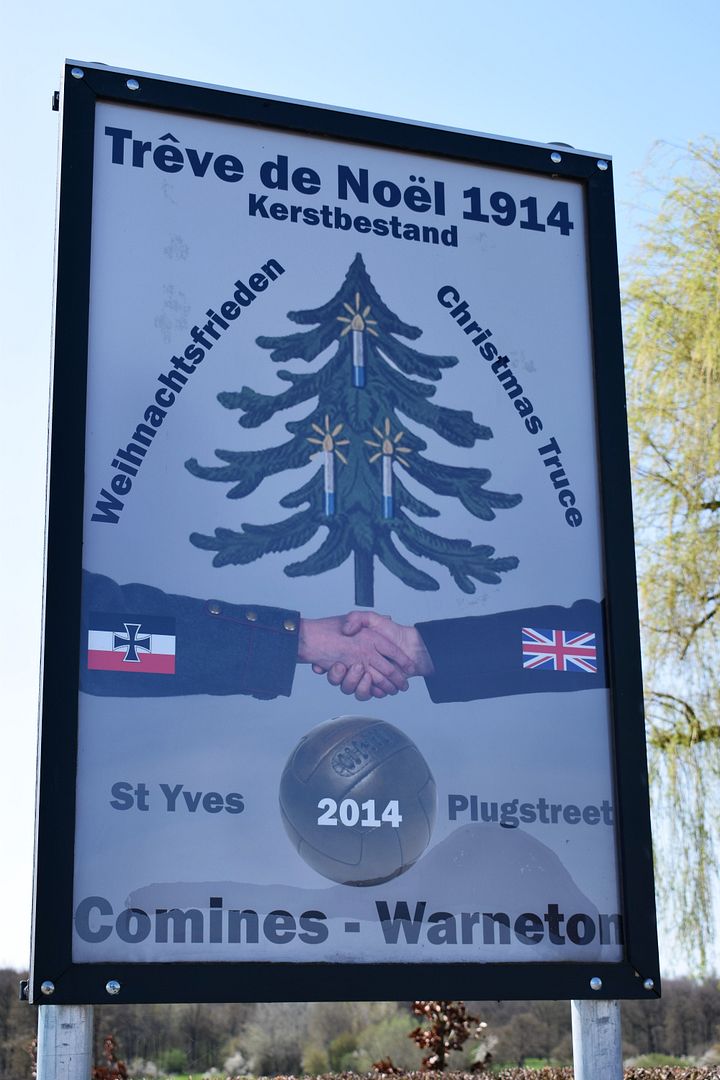 Trêve de Noël 1914
Kerstbestand
Weihnachtsfrieden
Christmas Truce
St Yves
2014
Plugstreet
Comines - Warneton